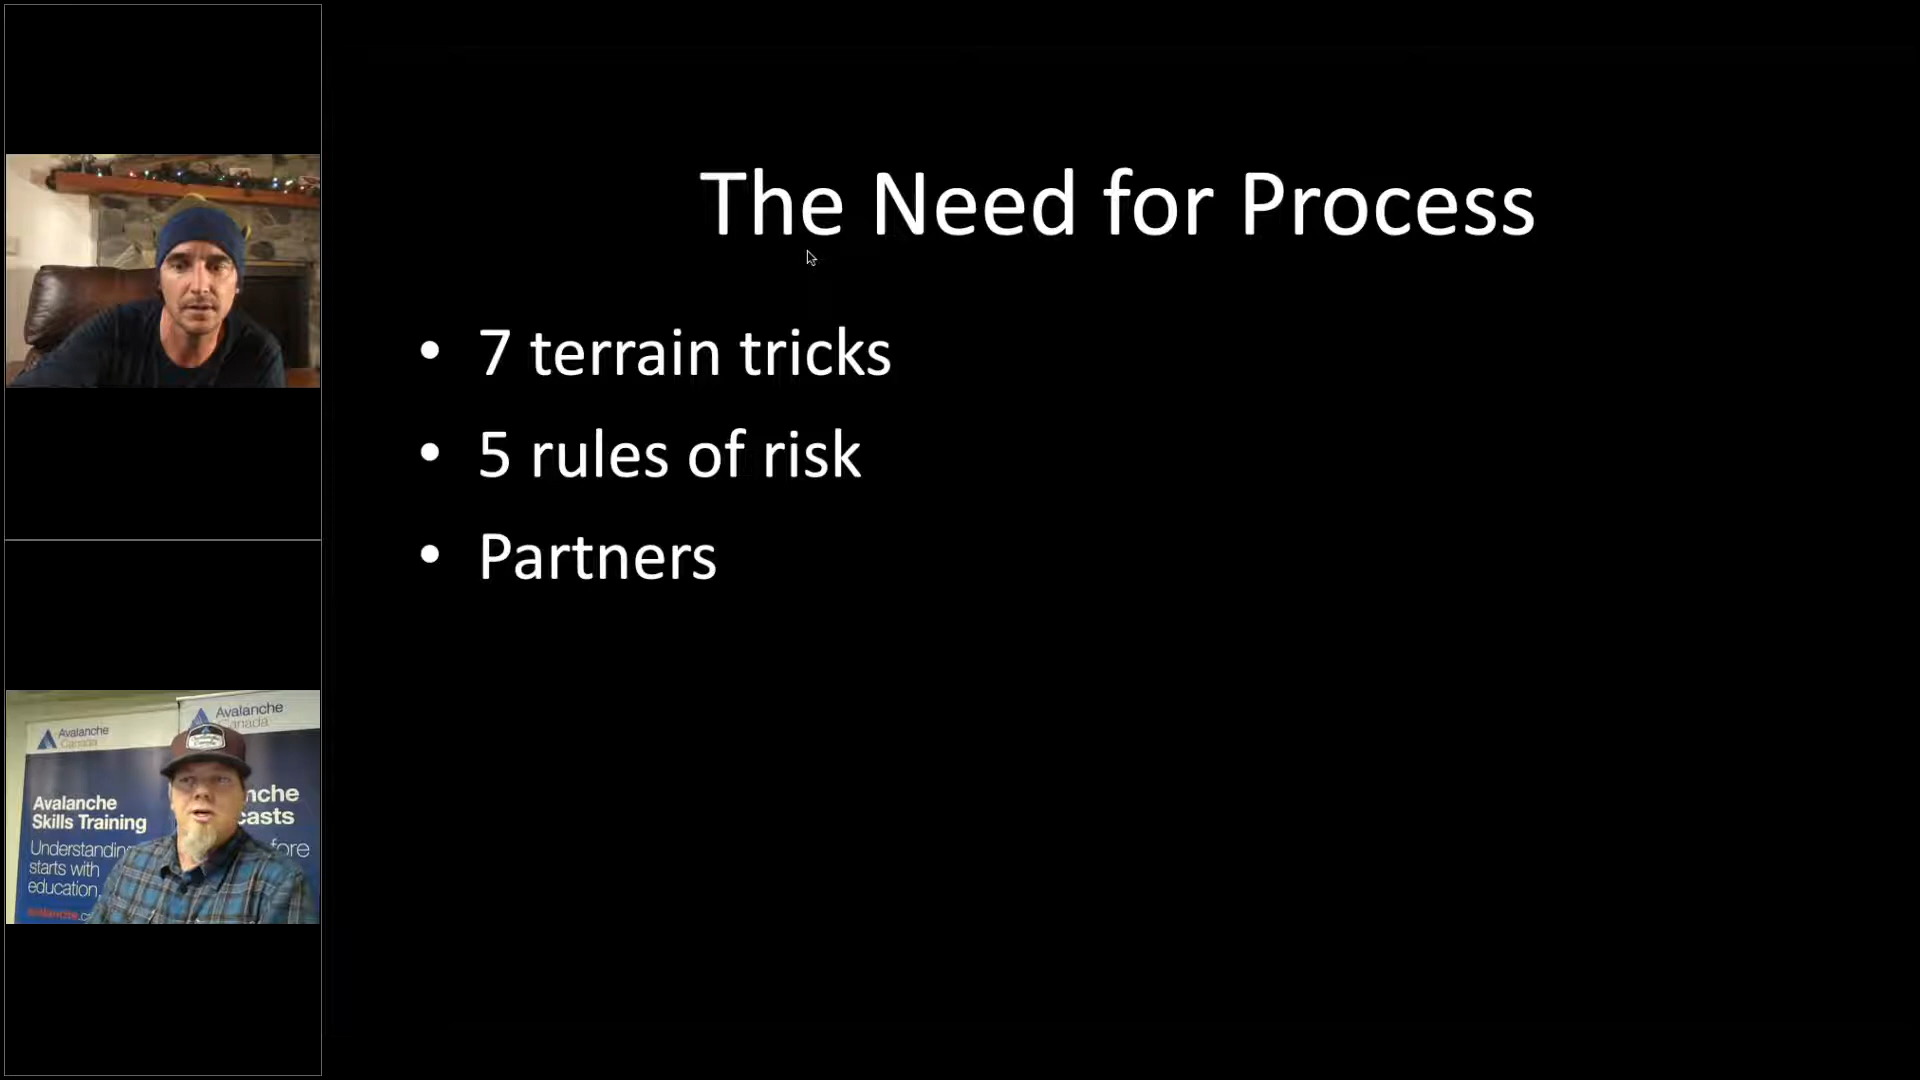 The Need for Process
• 7 terrain tricks
• 5 rules of risk
• Partners
Avalanche
Canada
Avalanche
Canada
Avalanche
Skills Training
Understanding
starts with
education.
nche
casts
fore